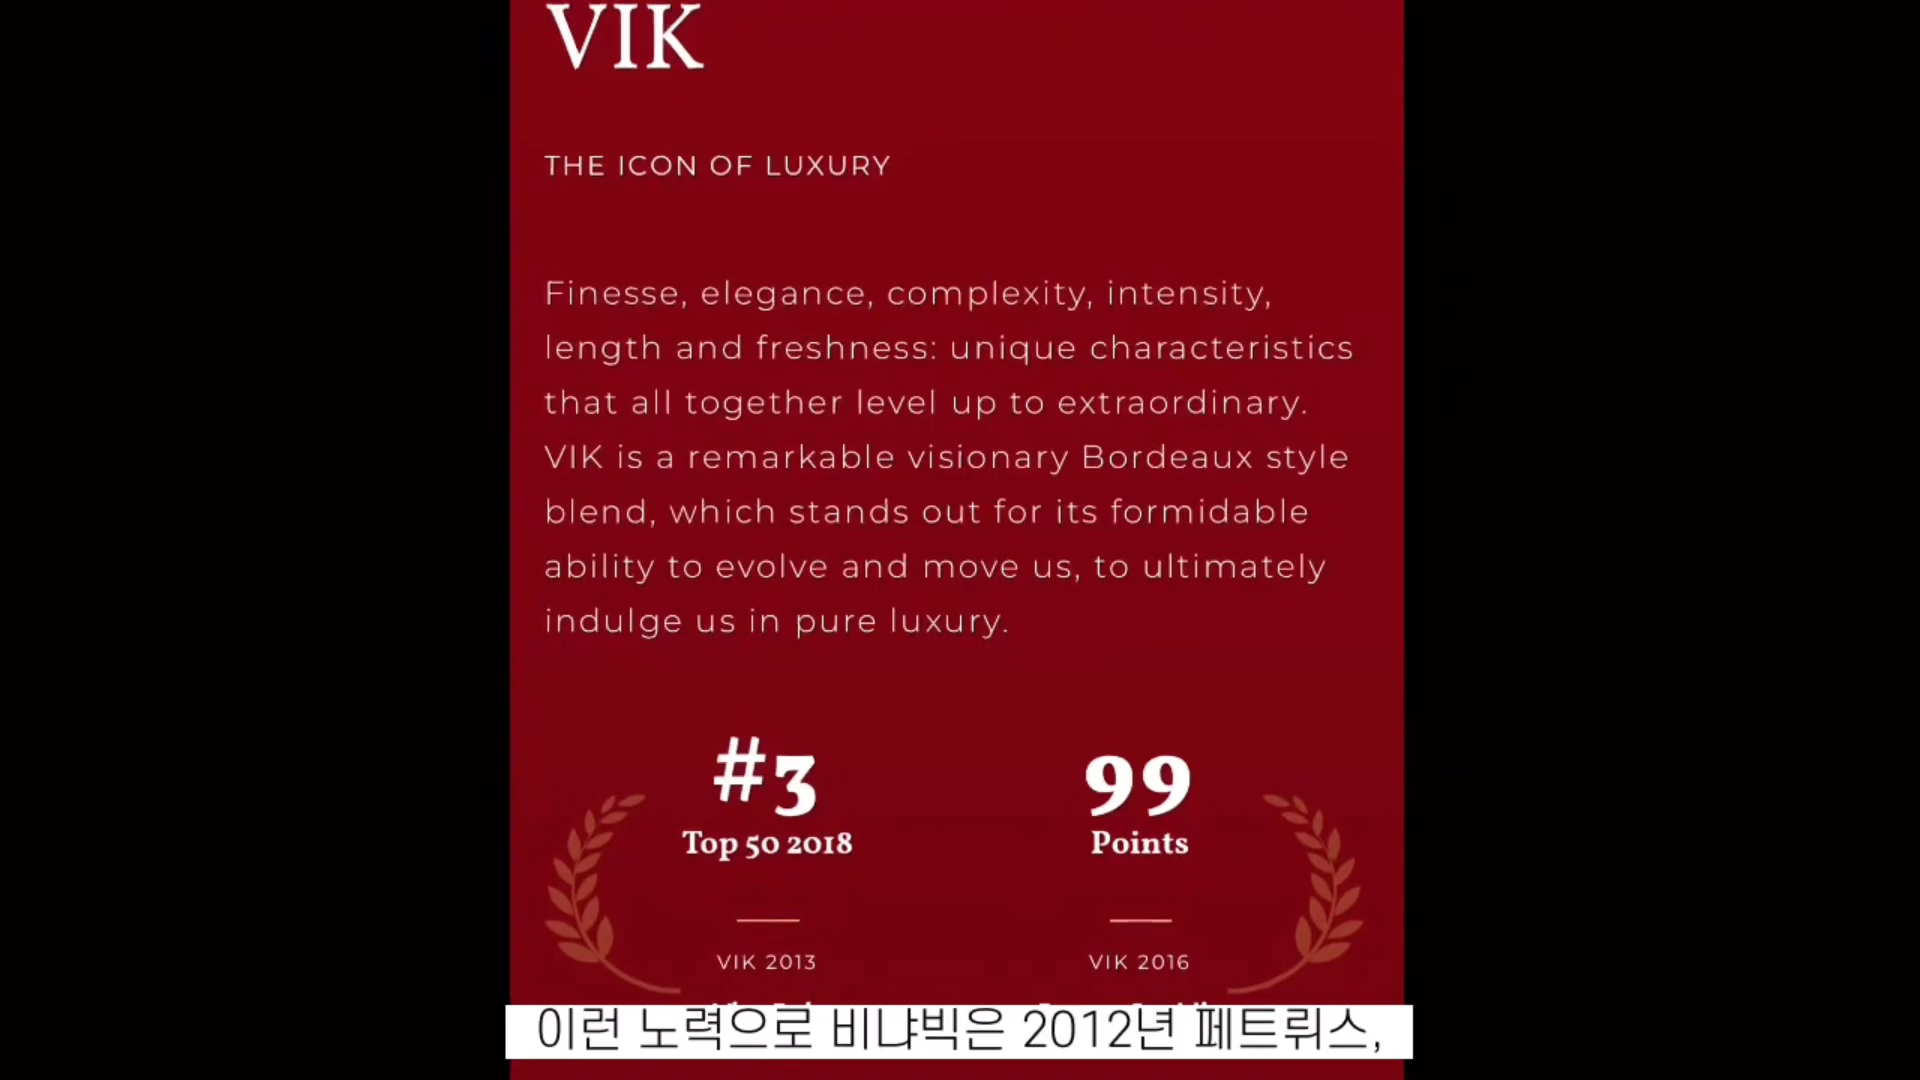 VIK
THE ICON OF LUXURY
Finesse, elegance, complexity, intensity,
length and freshness: unique characteristics
that all together level up to extraordinary.
VIK is a remarkable visionary Bordeaux style
blend, which stands out for its formidable
ability to evolve and move us, to ultimately
indulge us in pure luxury.
#3
Top 50 2018
VIK 2013
99
Points
VIK 2016
이런 노력으로 비냐빅은 2012년 페트뤼스,